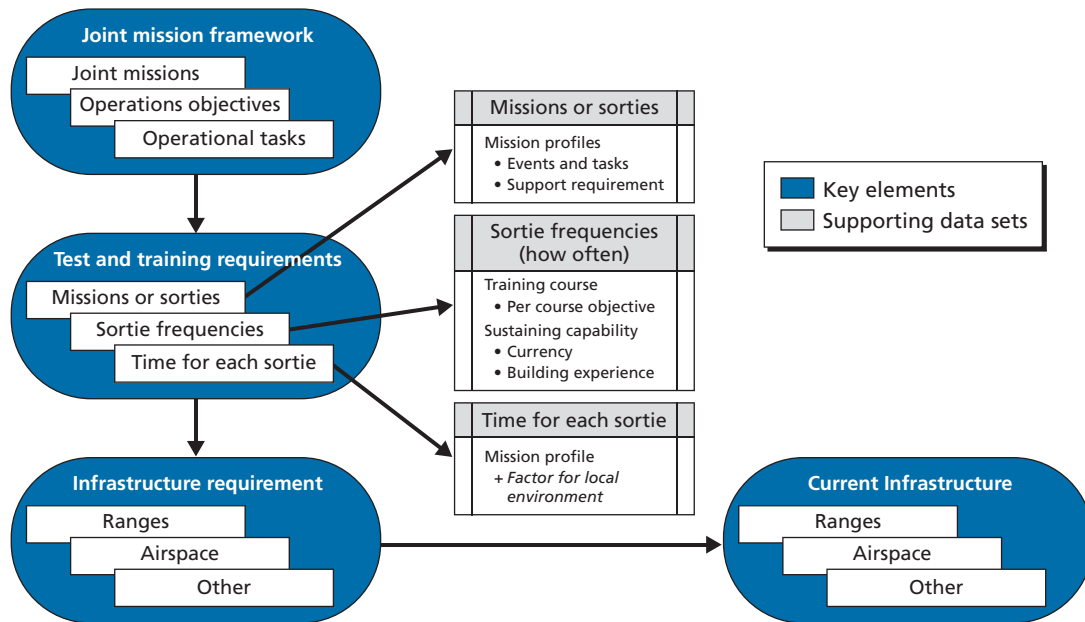 Joint mission framework
Joint missions
Operations objectives
Operational tasks
Test and training requirements
Missions or sorties
Sortie frequencies
Time for each sortie
Infrastructure requirement
Ranges
Airspace
Other
Missions or sorties
Mission profiles
• Events and tasks
• Support requirement
Sortie frequencies
(how often)
Training course
• Per course objective
Sustaining capability
• Currency
• Building experience
Time for each sortie
Mission profile
+ Factor for local
environment
Key elements
Supporting data sets
Current Infrastructure
Ranges
Airspace
Other